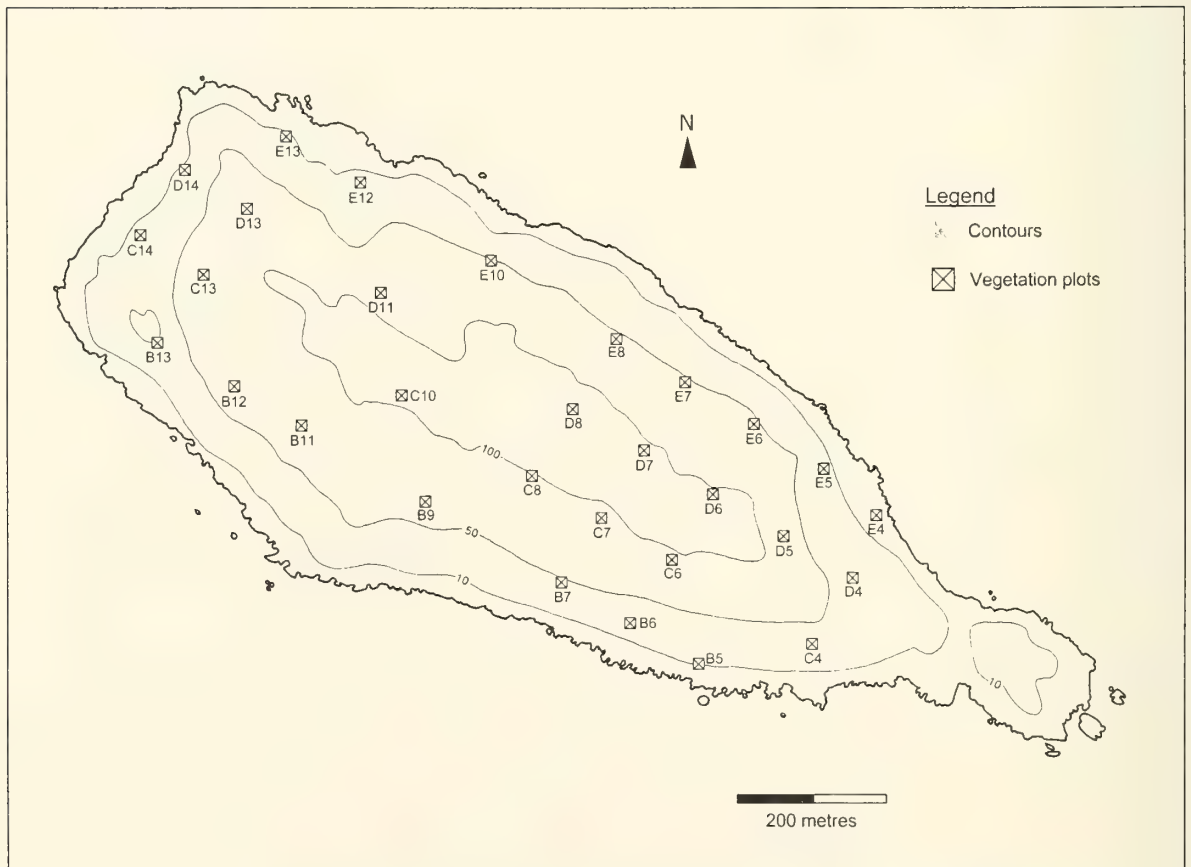 N
E13
D14
E12
D13
C14
E10
C13
D11
B13
E8
B12
E7
C10
D8
B11
E6
100
D7
E5
C8
D6
B9
C7
E4
50
D5
C6
10
B7
D4
B6
C4
B5
10
Legend
Contours
Vegetation plots
200 metres